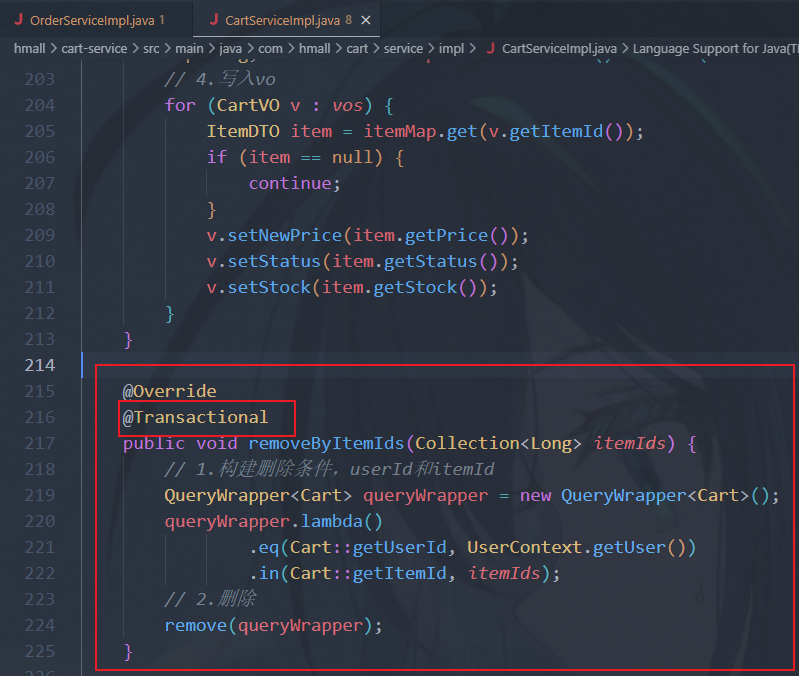 J OrderServiceImpl.java 1
J CartServiceImpl.java 8 ×
hmall > cart-service > src > main > java > com > hmall > cart > service > impl > J CartServiceImpl.java > Language Support for Java(T
203 // 4.写入vo
204 for (CartVO v : vos) {
205 ItemDTO item = itemMap.get(v.getItemId());
206 if (item == null) {
207 continue;
208 }
209 v.setNewPrice(item.getPrice());
210 v.setStatus(item.getStatus());
211 v.setStock(item.getStock());
212 }
213 }
214
215 @Override
216 @Transactional
217 public void removeByItemIds(Collection<Long> itemIds) {
218 // 1.构建删除条件，userId和itemId
219 QueryWrapper<Cart> queryWrapper = new QueryWrapper<Cart>();
220 queryWrapper.lambda()
221 .eq(Cart::getUserId, UserContext.getUser())
222 .in(Cart::getItemId, itemIds);
223 // 2.删除
224 remove(queryWrapper);
225 }